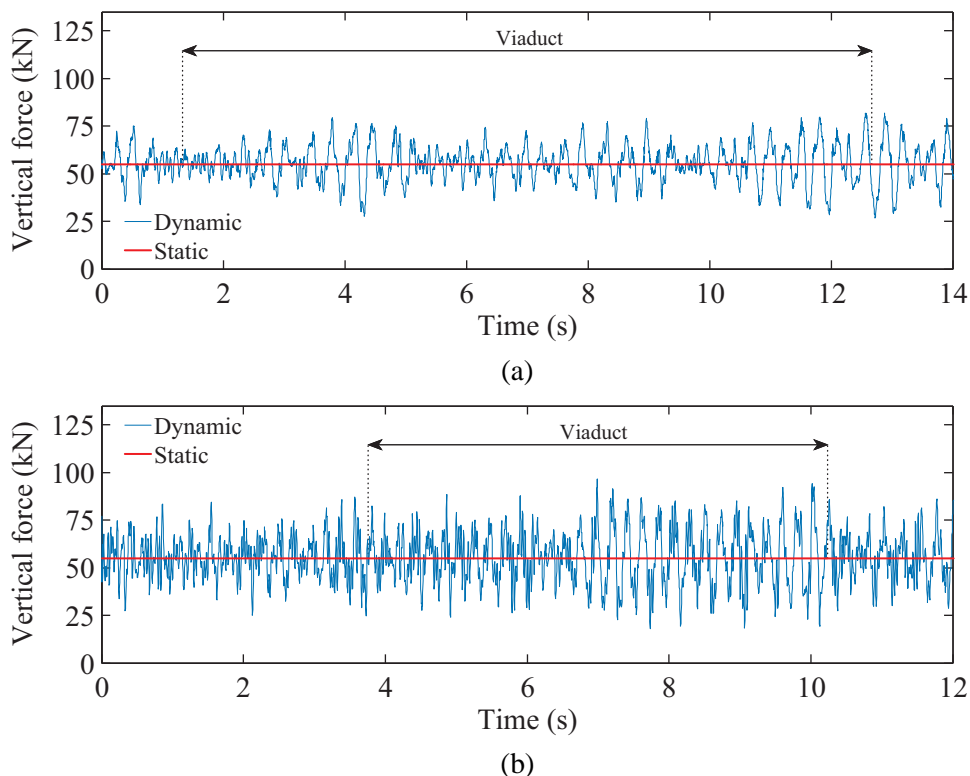 125
100
75
50
25
0
Vertical force (kN)
Viaduct
Dynamic
Static
0 2 4 6 8 10 12 14
Time (s)
(a)
125
100
75
50
25
0
Vertical force (kN)
Dynamic
Static
Viaduct
0 2 4 6 8 10 12
Time (s)
(b)